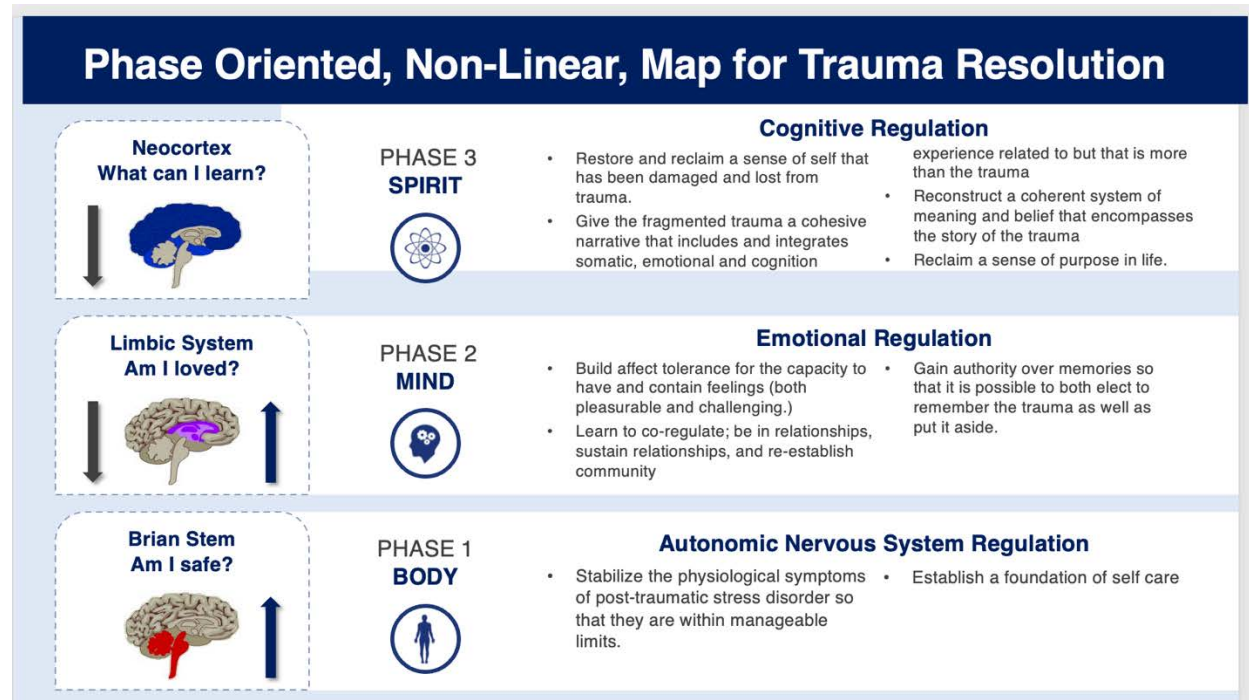 Phase Oriented, Non-Linear, Map for Trauma Resolution
Neocortex
What can I learn?
PHASE 3
SPIRIT
Cognitive Regulation
• Restore and reclaim a sense of self that
has been damaged and lost from
trauma.
• Give the fragmented trauma a cohesive
narrative that includes and integrates
somatic, emotional and cognition
experience related to but that is more
than the trauma
• Reconstruct a coherent system of
meaning and belief that encompasses
the story of the trauma
• Reclaim a sense of purpose in life.
Limbic System
Am I loved?
PHASE 2
MIND
Emotional Regulation
• Build affect tolerance for the capacity to
have and contain feelings (both
pleasurable and challenging.)
• Learn to co-regulate; be in relationships,
sustain relationships, and re-establish
community
• Gain authority over memories so
that it is possible to both elect to
remember the trauma as well as
put it aside.
Brian Stem
Am I safe?
PHASE 1
BODY
Autonomic Nervous System Regulation
• Stabilize the physiological symptoms
of post-traumatic stress disorder so
that they are within manageable
limits.
• Establish a foundation of self care